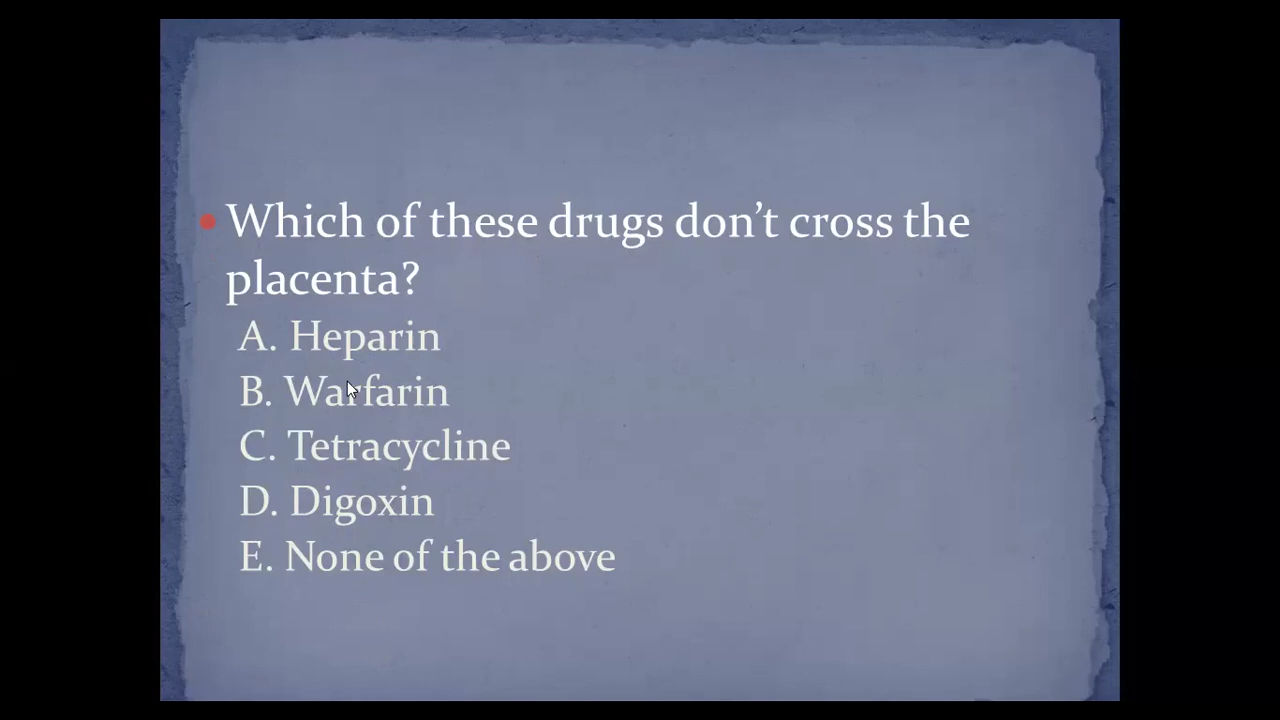 Which of these drugs don’t cross the
placenta?
A. Heparin
B. Warfarin
C. Tetracycline
D. Digoxin
E. None of the above